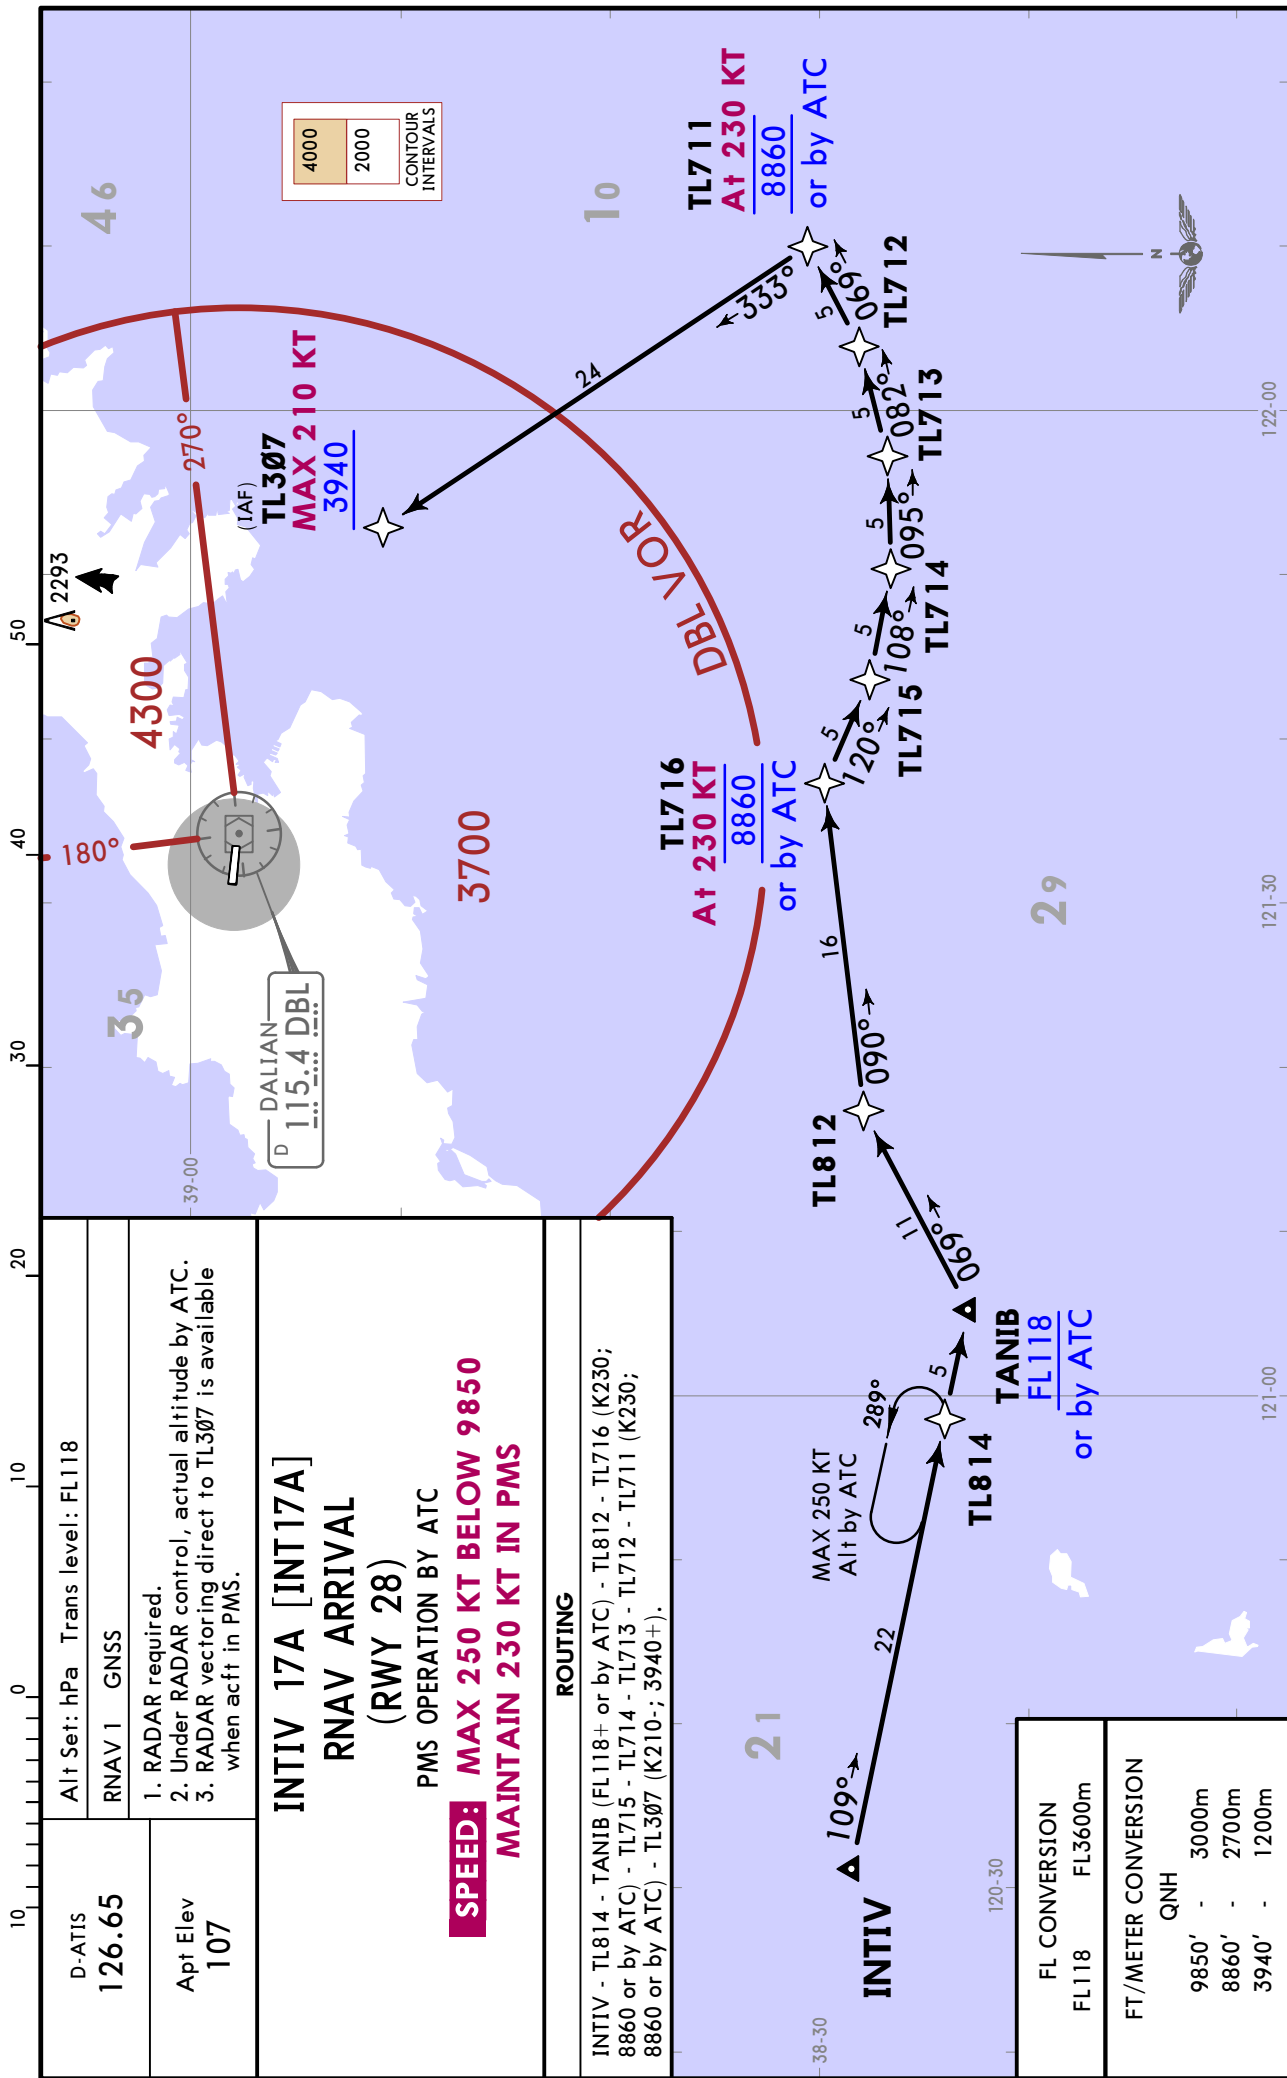 10 0 10 20 30 40 50
D-ATIS
126.65
Apt Elev
107
Alt Set: hPa Trans level: FL118
RNAV 1 GNSS
1. RADAR required.
2. Under RADAR control, actual altitude by ATC.
3. RADAR vectoring direct to TL3Ø7 is available
when acft in PMS.
INTIV 17A [INT17A]
RNAV ARRIVAL
(RWY 28)
PMS OPERATION BY ATC
SPEED: MAX 250 KT BELOW 9850
MAINTAIN 230 KT IN PMS
ROUTING
INTIV - TL814 - TANIB (FL118+ or by ATC) - TL812 - TL716 (K230;
8860 or by ATC) - TL715 - TL714 - TL713 - TL712 - TL711 (K230;
8860 or by ATC) - TL3Ø7 (K210-; 3940+).
35
46
10
29
21
180°
270°
4300
3700
DBL VOR
2293
D DALIAN
115.4 DBL
39-00
38-30
120-30
121-00
121-30
122-00
4000
2000
CONTOUR
INTERVALS
(IAF)
TL3Ø7
MAX 210 KT
3940
24
333°
TL711
At 230 KT
8860
or by ATC
5
069°
TL712
5
082°
TL713
5
095°
TL714
5
108°
TL715
5
120°
TL716
At 230 KT
8860
or by ATC
16
090°
TL812
11
069°
TANIB
FL118
or by ATC
5
289°
MAX 250 KT
Alt by ATC
TL814
22
109°
INTIV
N
FL CONVERSION
FL118 FL3600m
FT/METER CONVERSION
QNH
9850' - 3000m
8860' - 2700m
3940' - 1200m